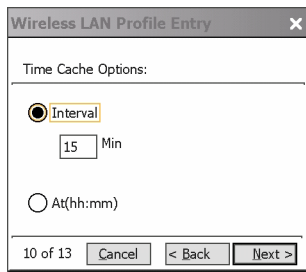 Wireless LAN Profile Entry
Time Cache Options:
Interval
15 Min
At(hh:mm)
10 of 13 Cancel < Back Next >